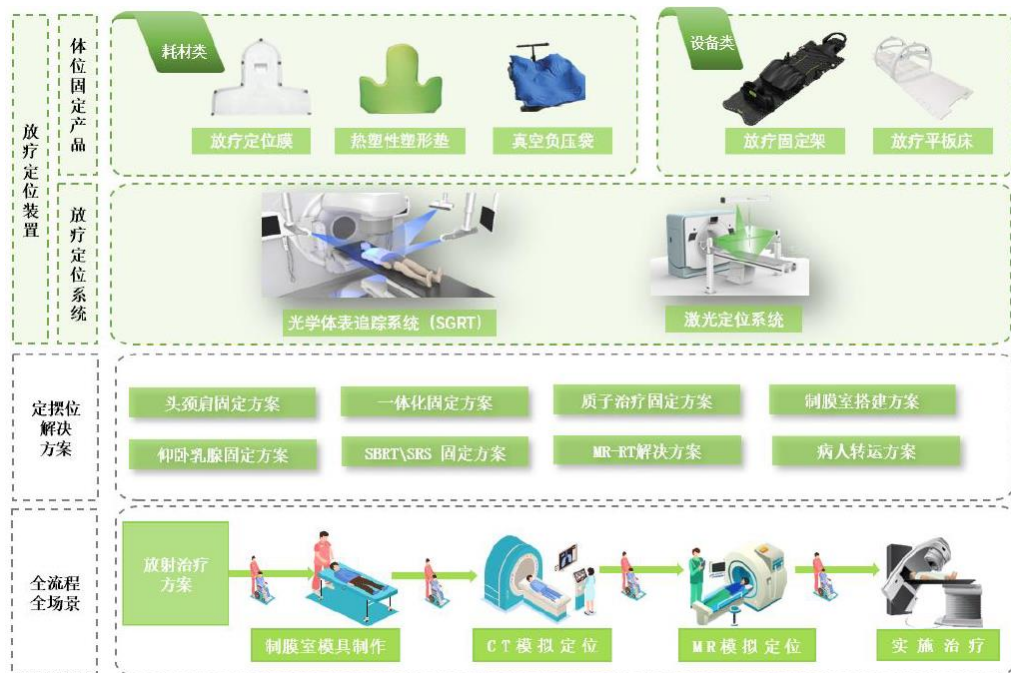 放疗定位装置
体位固定产品
耗材类
放疗定位膜
热塑性塑形垫
真空负压袋
设备类
放疗固定架
放疗平板床
放疗定位系统
光学体表追踪系统（SGRT）
激光定位系统
定摆位
解决
方案
头颈肩固定方案
一体化固定方案
质子治疗固定方案
制膜室搭建方案
仰卧乳腺固定方案
SBRT\SRS 固定方案
MR-RT解决方案
病人转运方案
全流程
全场景
放射治疗
方案
制膜室模具制作
CT模拟定位
MR模拟定位
实施治疗